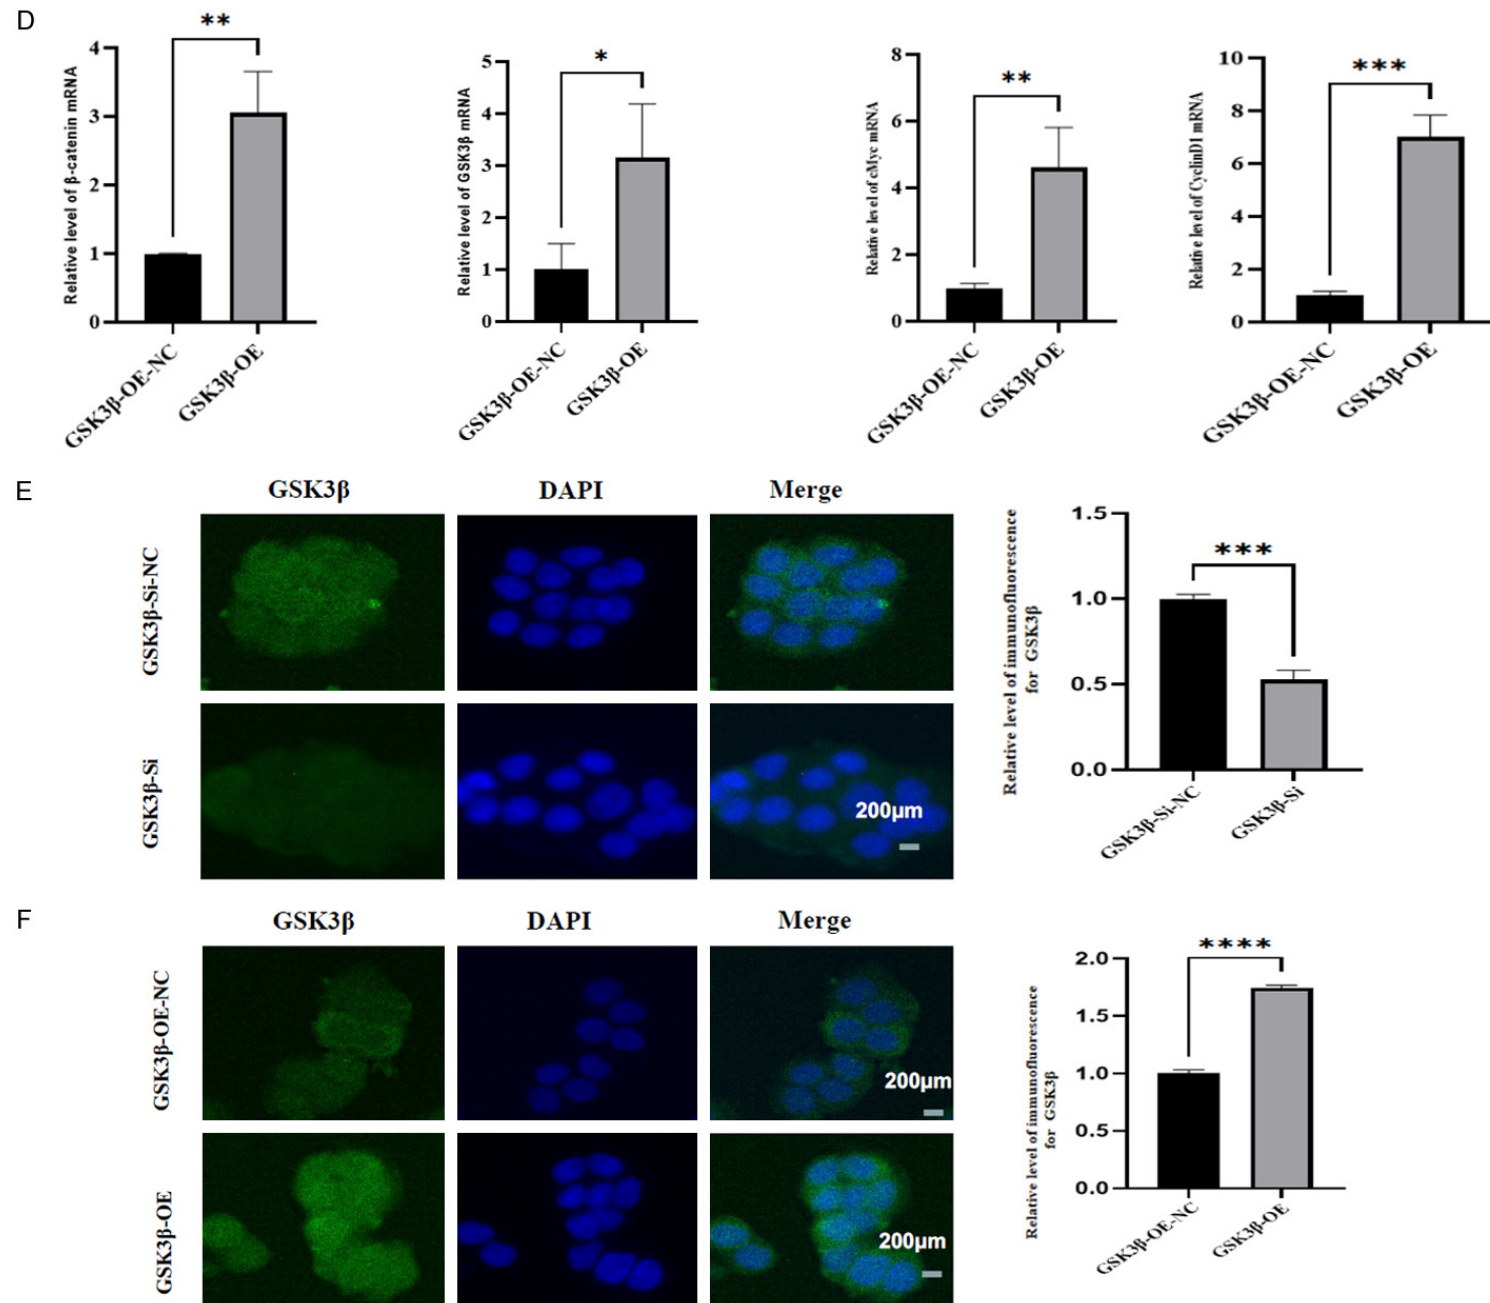 D
**
4
3
2
1
0
Relative level of β-catenin mRNA
GSK3β-OE-NC
GSK3β-OE
*
5
4
3
2
1
0
Relative level of GSK3β mRNA
GSK3β-OE-NC
GSK3β-OE
**
8
6
4
2
0
Relative level of cMyc mRNA
GSK3β-OE-NC
GSK3β-OE
***
10
8
6
4
2
0
Relative level of CyclinD1 mRNA
GSK3β-OE-NC
GSK3β-OE
E
GSK3β
DAPI
Merge
GSK3β-Si-NC
GSK3β-Si
200μm
***
1.5
1.0
0.5
0.0
Relative level of immunofluorescence
for GSK3β
GSK3β-Si-NC
GSK3β-Si
F
GSK3β
DAPI
Merge
GSK3β-OE-NC
200μm
GSK3β-OE
200μm
****
2.0
1.5
1.0
0.5
0.0
Relative level of immunofluorescence
for GSK3β
GSK3β-OE-NC
GSK3β-OE